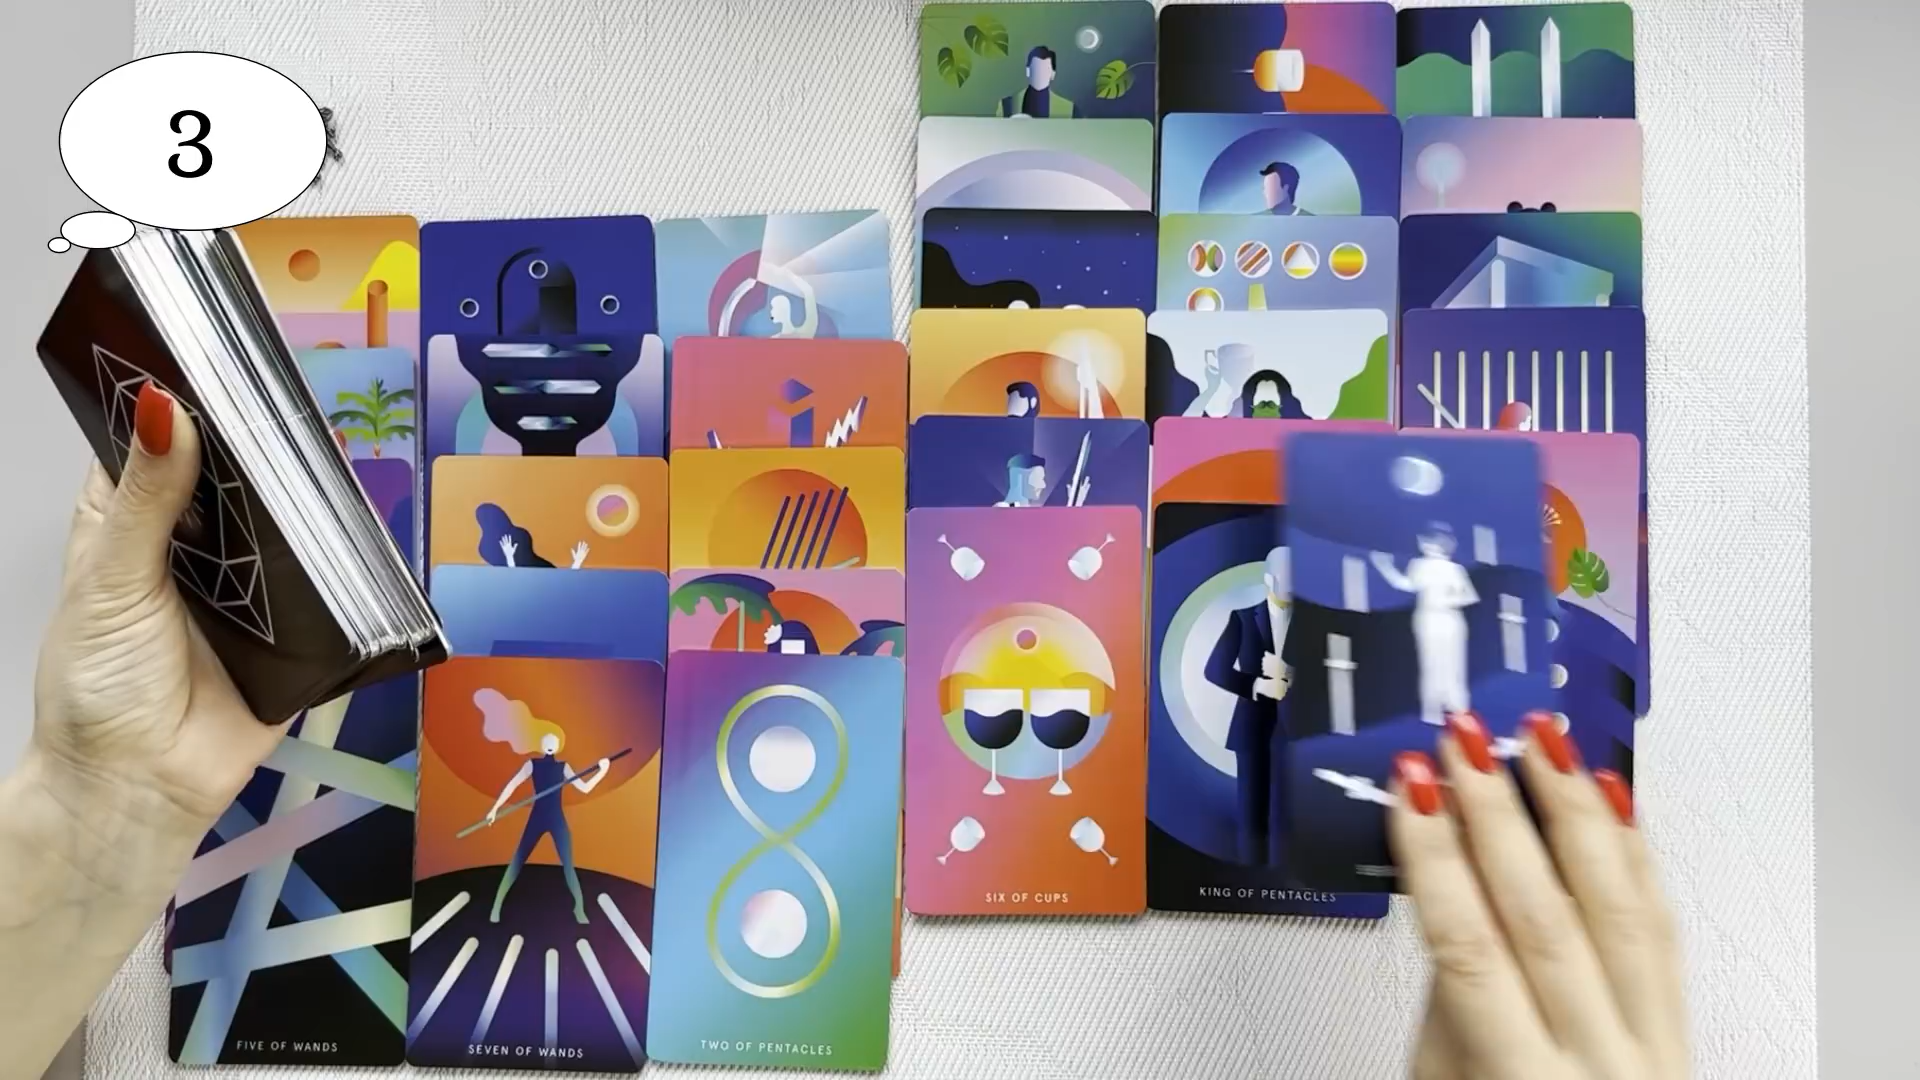 3
SIX OF CUPS
KING OF PENTACLES
FIVE OF WANDS
SEVEN OF WANDS
TWO OF PENTACLES